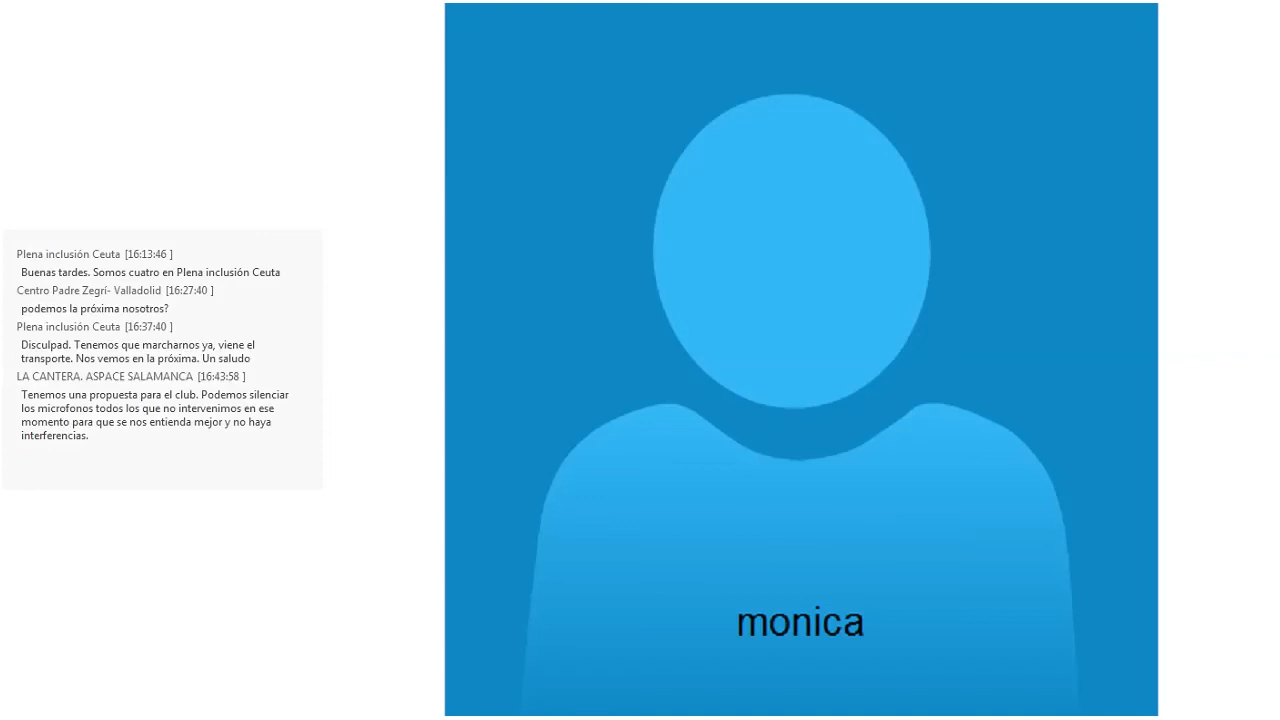 Plena inclusión Ceuta [16:13:46 ]
Buenas tardes. Somos cuatro en Plena inclusión Ceuta
Centro Padre Zegrí- Valladolid [16:27:40 ]
podemos la próxima nosotros?
Plena inclusión Ceuta [16:37:40 ]
Disculpad. Tenemos que marcharnos ya, viene el
transporte. Nos vemos en la próxima. Un saludo
LA CANTERA. ASPACE SALAMANCA [16:43:58 ]
Tenemos una propuesta para el club. Podemos silenciar
los microfonos todos los que no intervenimos en ese
momento para que se nos entienda mejor y no haya
interferencias.
monica